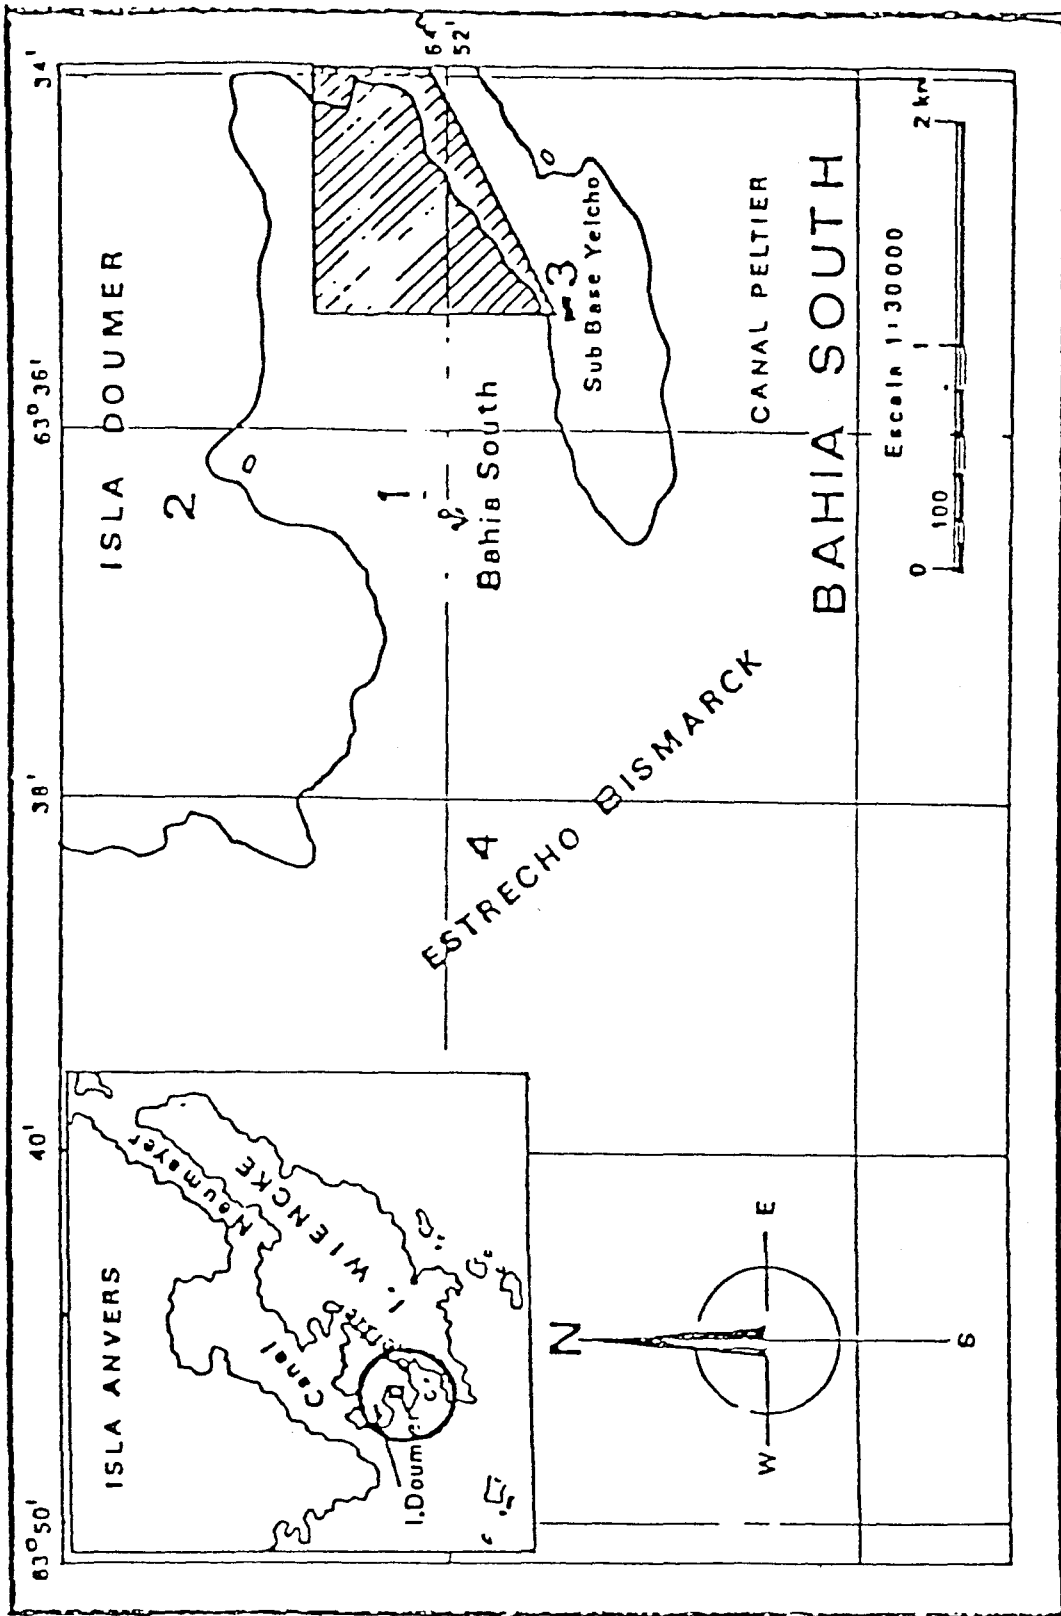 63°50'
40'
38'
63°36'
34'
64°
52'
ISLA ANVERS
Canal
Neumayer
I. WIENCKE
I.Doumer
ISLA DOUMER
2
1
Bahia South
3
Sub Base Yelcho
4
ESTRECHO BISMARCK
CANAL PELTIER
BAHIA SOUTH
Escala 1:30000
0
100
1
2 km
N
W
E
S